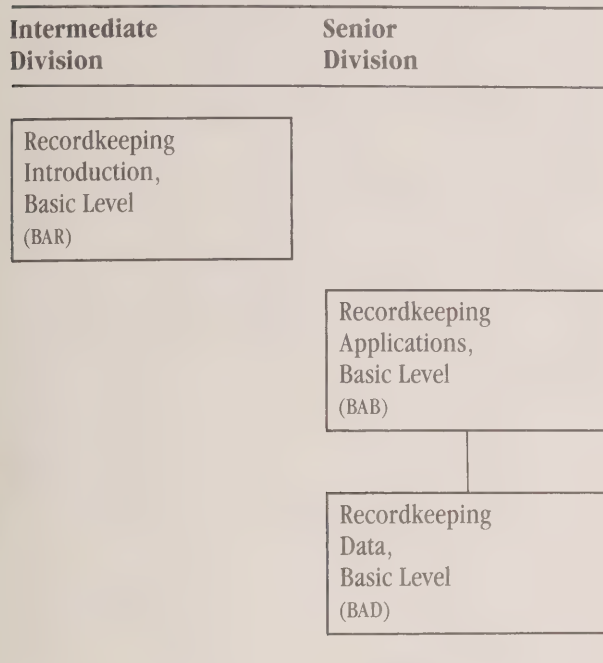 Intermediate Senior
Division Division
Recordkeeping
Introduction,
Basic Level
(BAR)
Recordkeeping
Applications,
Basic Level
(BAB)
Recordkeeping
Data,
Basic Level
(BAD)